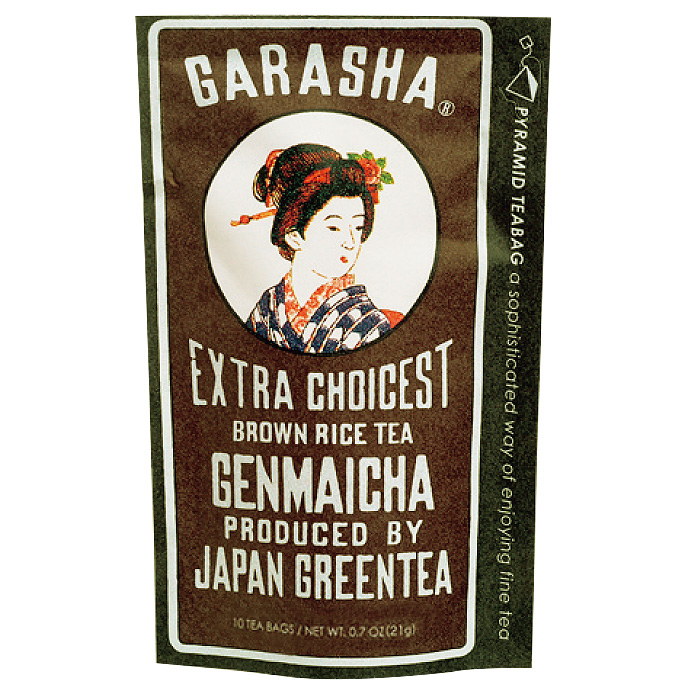 GARASHA®
EXTRA CHOICEST
BROWN RICE TEA
GENMAICHA
PRODUCED BY
JAPAN GREENTEA
10 TEA BAGS / NET WT. 0.7 OZ (21g)
PYRAMID TEABAG a sophisticated way of enjoying fine tea